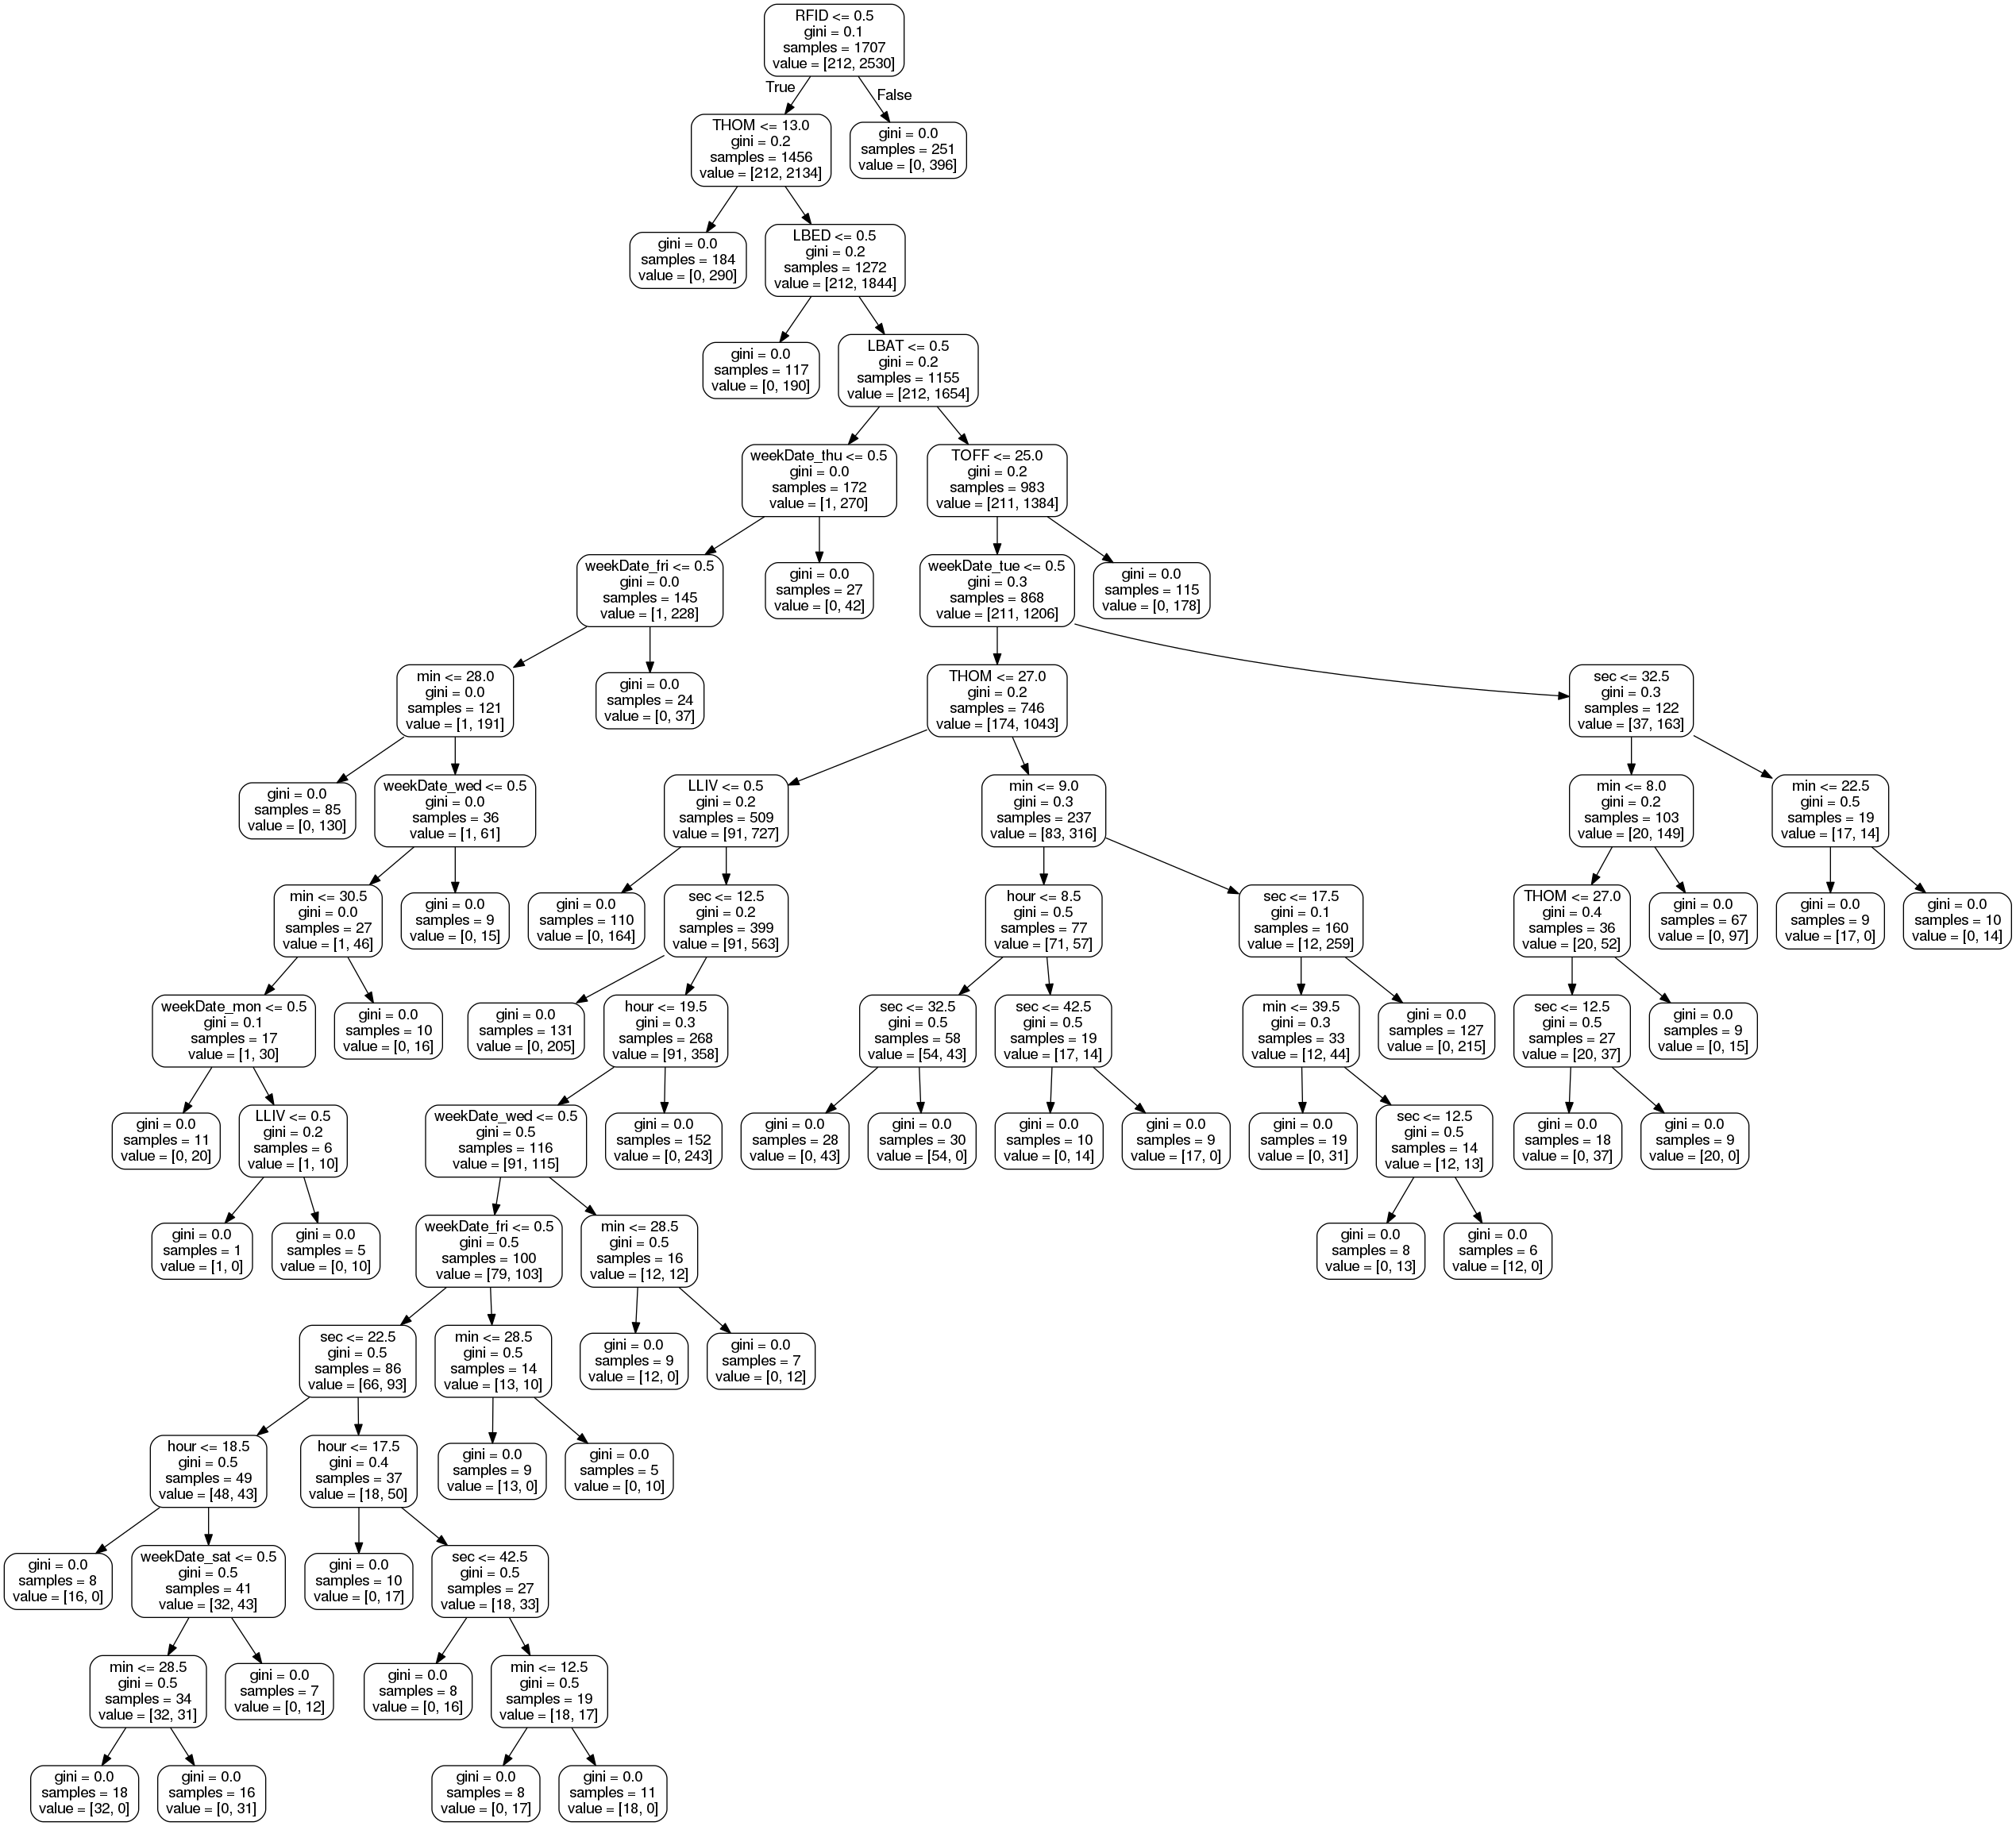 RFID <= 0.5
gini = 0.1
samples = 1707
value = [212, 2530]
True
False
THOM <= 13.0
gini = 0.2
samples = 1456
value = [212, 2134]
gini = 0.0
samples = 251
value = [0, 396]
gini = 0.0
samples = 184
value = [0, 290]
LBED <= 0.5
gini = 0.2
samples = 1272
value = [212, 1844]
gini = 0.0
samples = 117
value = [0, 190]
LBAT <= 0.5
gini = 0.2
samples = 1155
value = [212, 1654]
weekDate_thu <= 0.5
gini = 0.0
samples = 172
value = [1, 270]
TOFF <= 25.0
gini = 0.2
samples = 983
value = [211, 1384]
weekDate_fri <= 0.5
gini = 0.0
samples = 145
value = [1, 228]
gini = 0.0
samples = 27
value = [0, 42]
weekDate_tue <= 0.5
gini = 0.3
samples = 868
value = [211, 1206]
gini = 0.0
samples = 115
value = [0, 178]
min <= 28.0
gini = 0.0
samples = 121
value = [1, 191]
gini = 0.0
samples = 24
value = [0, 37]
THOM <= 27.0
gini = 0.2
samples = 746
value = [174, 1043]
sec <= 32.5
gini = 0.3
samples = 122
value = [37, 163]
gini = 0.0
samples = 85
value = [0, 130]
weekDate_wed <= 0.5
gini = 0.0
samples = 36
value = [1, 61]
LLIV <= 0.5
gini = 0.2
samples = 509
value = [91, 727]
min <= 9.0
gini = 0.3
samples = 237
value = [83, 316]
min <= 8.0
gini = 0.2
samples = 103
value = [20, 149]
min <= 22.5
gini = 0.5
samples = 19
value = [17, 14]
min <= 30.5
gini = 0.0
samples = 27
value = [1, 46]
gini = 0.0
samples = 9
value = [0, 15]
gini = 0.0
samples = 110
value = [0, 164]
sec <= 12.5
gini = 0.2
samples = 399
value = [91, 563]
hour <= 8.5
gini = 0.5
samples = 77
value = [71, 57]
sec <= 17.5
gini = 0.1
samples = 160
value = [12, 259]
THOM <= 27.0
gini = 0.4
samples = 36
value = [20, 52]
gini = 0.0
samples = 67
value = [0, 97]
gini = 0.0
samples = 9
value = [17, 0]
gini = 0.0
samples = 10
value = [0, 14]
weekDate_mon <= 0.5
gini = 0.1
samples = 17
value = [1, 30]
gini = 0.0
samples = 10
value = [0, 16]
gini = 0.0
samples = 131
value = [0, 205]
hour <= 19.5
gini = 0.3
samples = 268
value = [91, 358]
sec <= 32.5
gini = 0.5
samples = 58
value = [54, 43]
sec <= 42.5
gini = 0.5
samples = 19
value = [17, 14]
min <= 39.5
gini = 0.3
samples = 33
value = [12, 44]
gini = 0.0
samples = 127
value = [0, 215]
sec <= 12.5
gini = 0.5
samples = 27
value = [20, 37]
gini = 0.0
samples = 9
value = [0, 15]
gini = 0.0
samples = 11
value = [0, 20]
LLIV <= 0.5
gini = 0.2
samples = 6
value = [1, 10]
weekDate_wed <= 0.5
gini = 0.5
samples = 116
value = [91, 115]
gini = 0.0
samples = 152
value = [0, 243]
gini = 0.0
samples = 28
value = [0, 43]
gini = 0.0
samples = 30
value = [54, 0]
gini = 0.0
samples = 10
value = [0, 14]
gini = 0.0
samples = 9
value = [17, 0]
gini = 0.0
samples = 19
value = [0, 31]
sec <= 12.5
gini = 0.5
samples = 14
value = [12, 13]
gini = 0.0
samples = 18
value = [0, 37]
gini = 0.0
samples = 9
value = [20, 0]
gini = 0.0
samples = 1
value = [1, 0]
gini = 0.0
samples = 5
value = [0, 10]
weekDate_fri <= 0.5
gini = 0.5
samples = 100
value = [79, 103]
min <= 28.5
gini = 0.5
samples = 16
value = [12, 12]
gini = 0.0
samples = 8
value = [0, 13]
gini = 0.0
samples = 6
value = [12, 0]
sec <= 22.5
gini = 0.5
samples = 86
value = [66, 93]
min <= 28.5
gini = 0.5
samples = 14
value = [13, 10]
gini = 0.0
samples = 9
value = [12, 0]
gini = 0.0
samples = 7
value = [0, 12]
hour <= 18.5
gini = 0.5
samples = 49
value = [48, 43]
hour <= 17.5
gini = 0.4
samples = 37
value = [18, 50]
gini = 0.0
samples = 9
value = [13, 0]
gini = 0.0
samples = 5
value = [0, 10]
gini = 0.0
samples = 8
value = [16, 0]
weekDate_sat <= 0.5
gini = 0.5
samples = 41
value = [32, 43]
gini = 0.0
samples = 10
value = [0, 17]
sec <= 42.5
gini = 0.5
samples = 27
value = [18, 33]
min <= 28.5
gini = 0.5
samples = 34
value = [32, 31]
gini = 0.0
samples = 7
value = [0, 12]
gini = 0.0
samples = 8
value = [0, 16]
min <= 12.5
gini = 0.5
samples = 19
value = [18, 17]
gini = 0.0
samples = 18
value = [32, 0]
gini = 0.0
samples = 16
value = [0, 31]
gini = 0.0
samples = 8
value = [0, 17]
gini = 0.0
samples = 11
value = [18, 0]